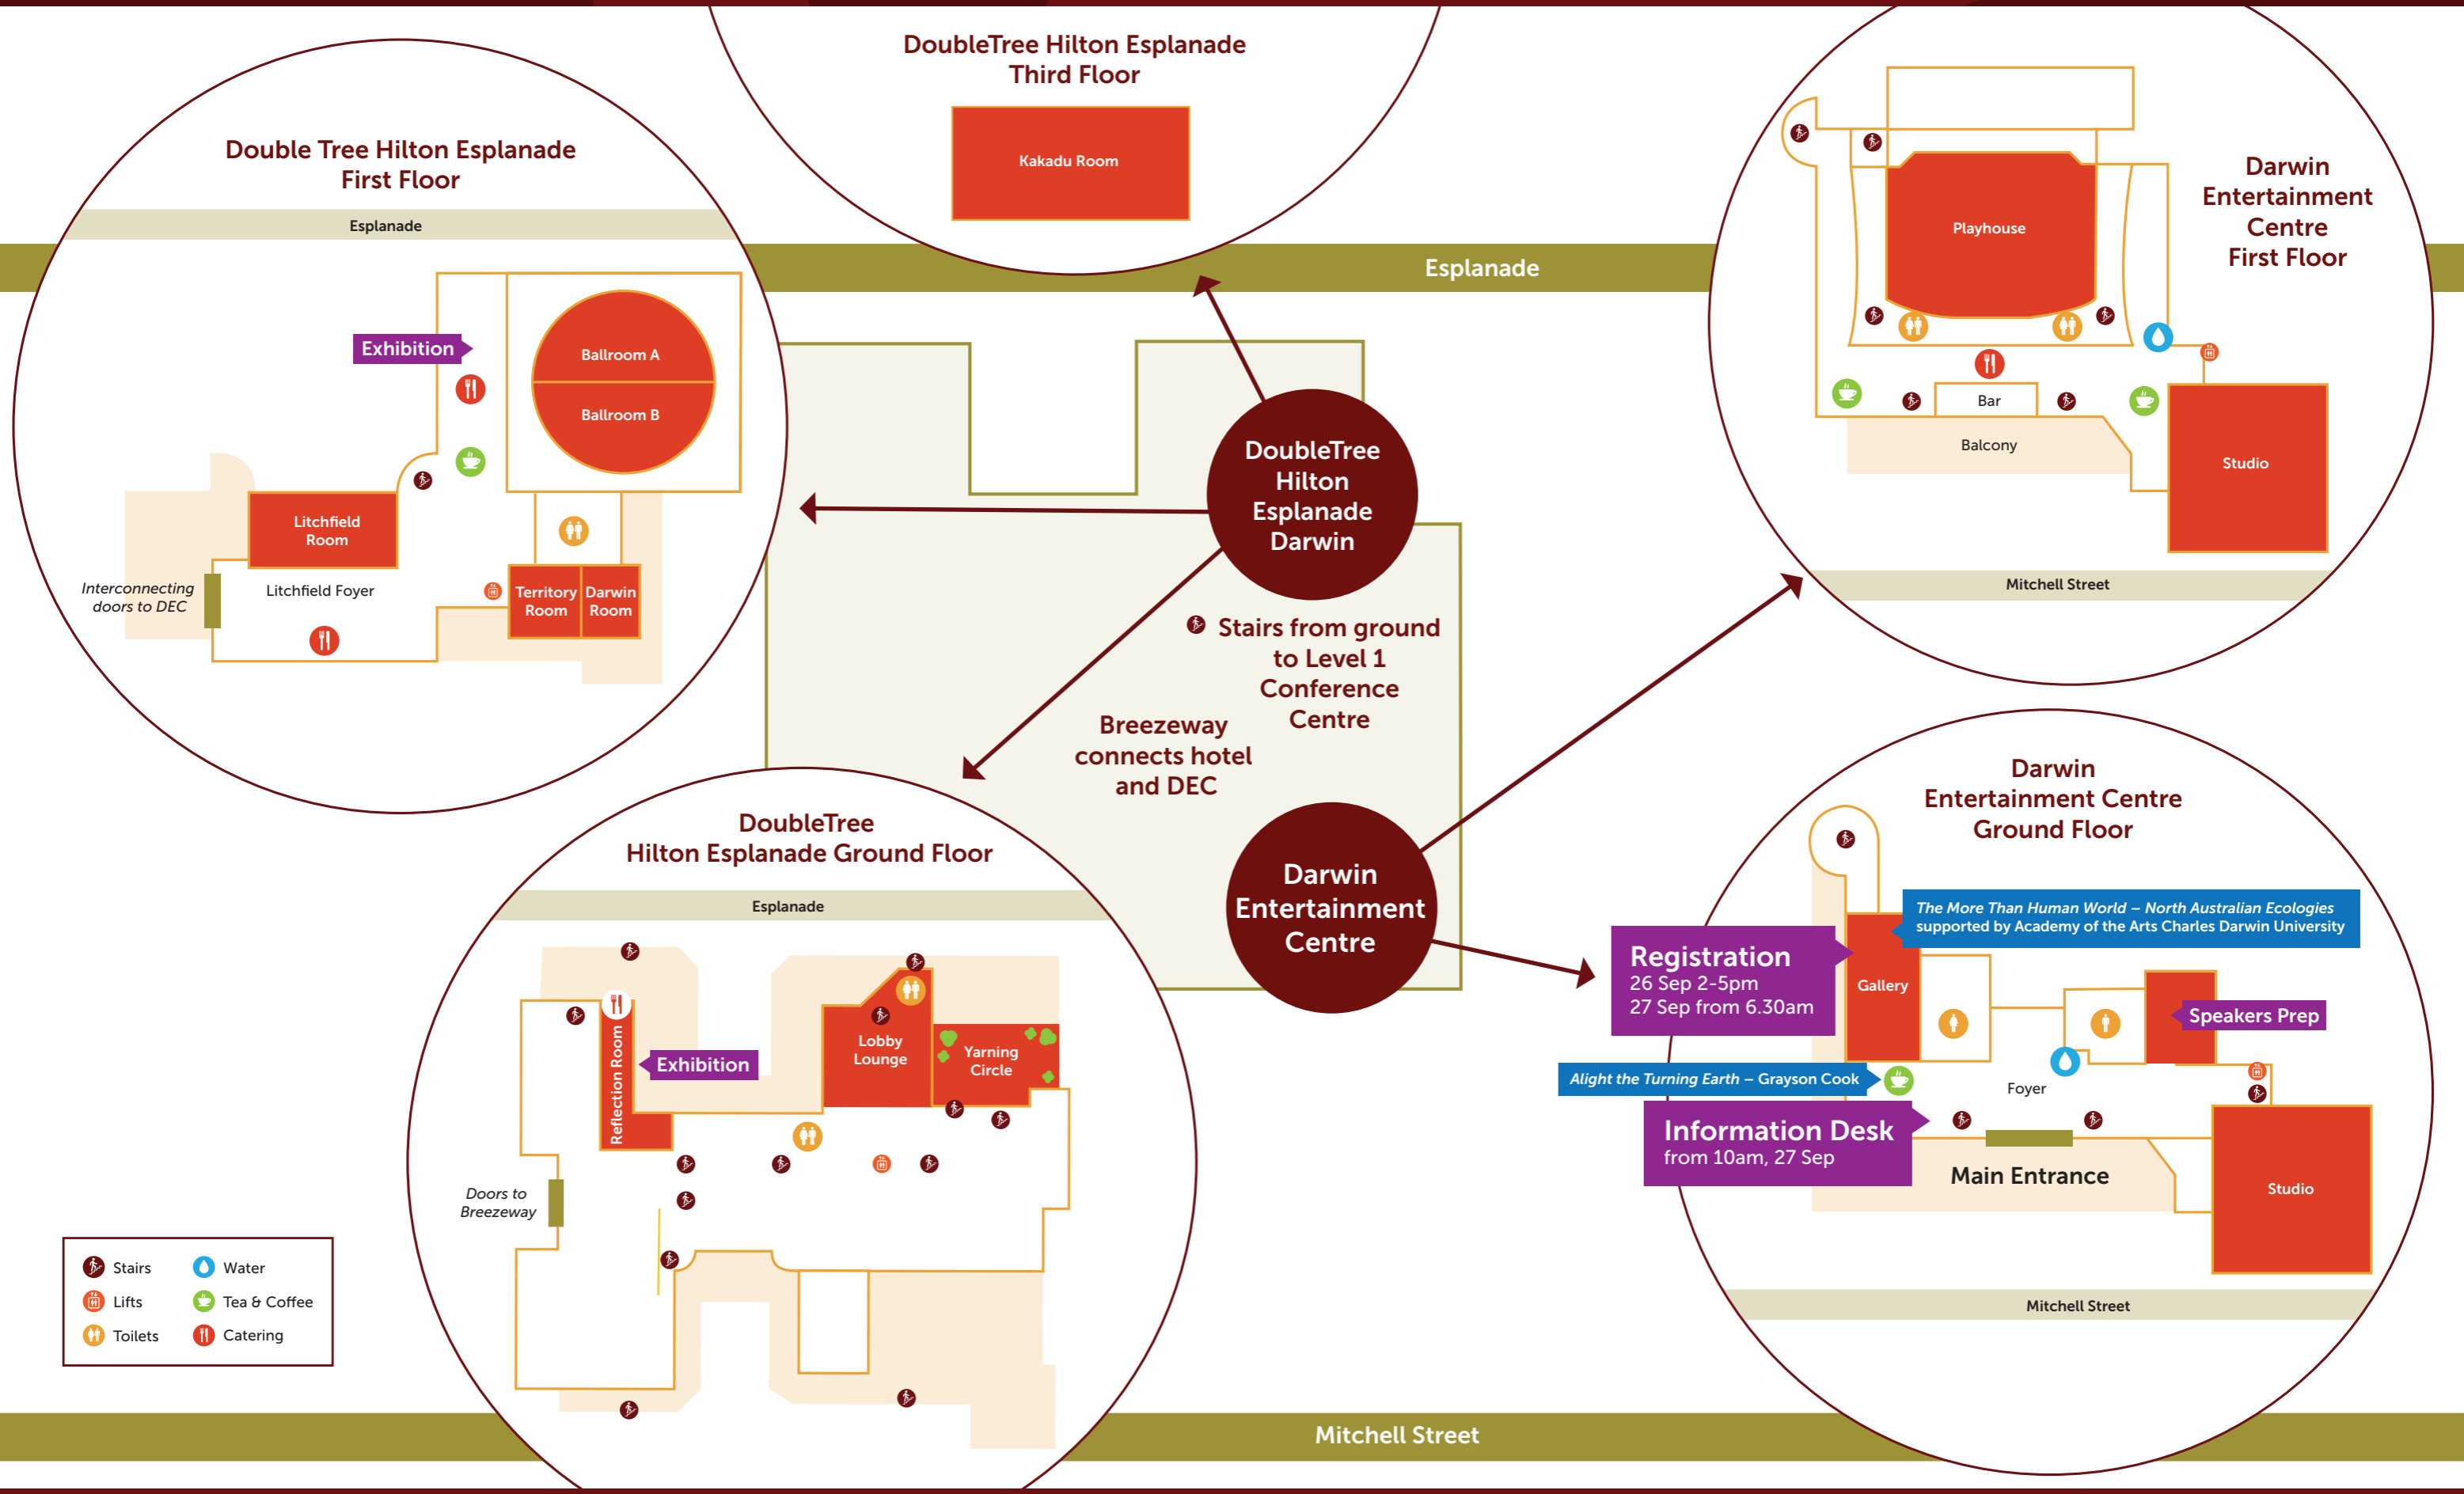 DoubleTree Hilton Esplanade
Third Floor
Kakadu Room
Double Tree Hilton Esplanade
First Floor
Esplanade
Exhibition
Ballroom A
Ballroom B
Litchfield
Room
Interconnecting
doors to DEC
Litchfield Foyer
Territory
Room
Darwin
Room
Esplanade
Darwin
Entertainment
Centre
First Floor
Playhouse
Bar
Balcony
Studio
Mitchell Street
DoubleTree
Hilton
Esplanade
Darwin
Stairs from ground
to Level 1
Conference
Centre
Breezeway
connects hotel
and DEC
Darwin
Entertainment
Centre
DoubleTree
Hilton Esplanade Ground Floor
Esplanade
Reflection Room
Exhibition
Lobby
Lounge
Yarning
Circle
Doors to
Breezeway
Darwin
Entertainment Centre
Ground Floor
The More Than Human World – North Australian Ecologies
supported by Academy of the Arts Charles Darwin University
Registration
26 Sep 2-5pm
27 Sep from 6.30am
Gallery
Speakers Prep
Alight the Turning Earth – Grayson Cook
Foyer
Information Desk
from 10am, 27 Sep
Main Entrance
Studio
Mitchell Street
Stairs
Water
Lifts
Tea & Coffee
Toilets
Catering
Mitchell Street